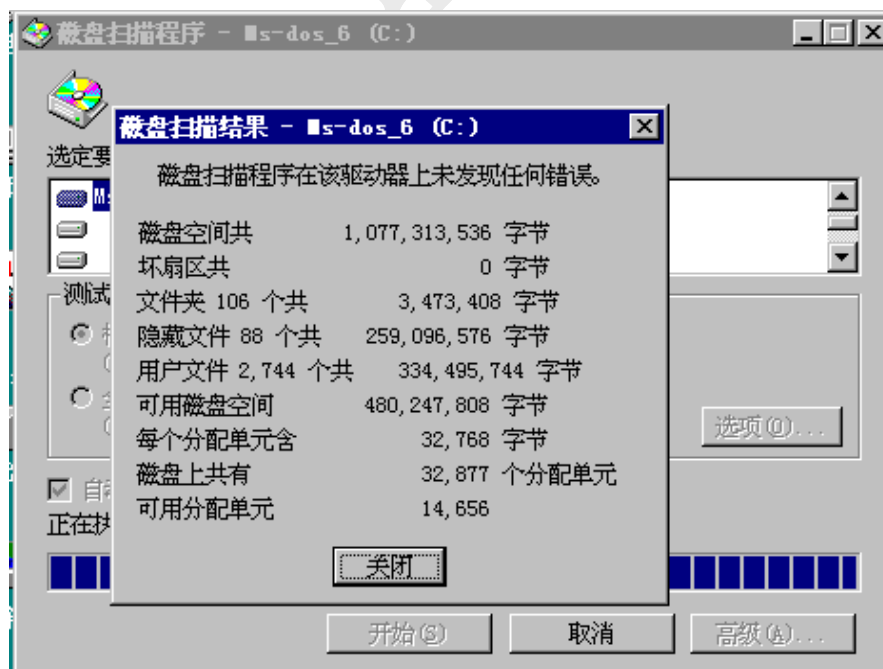 磁盘扫描程序 - Ms-dos_6 (C:)
磁盘扫描结果 - Ms-dos_6 (C:)
选定要
磁盘扫描程序在该驱动器上未发现任何错误。
磁盘空间共 1,077,313,536 字节
坏扇区共 0 字节
文件夹 106 个共 3,473,408 字节
隐藏文件 88 个共 259,096,576 字节
用户文件 2,744 个共 334,495,744 字节
可用磁盘空间 480,247,808 字节
每个分配单元含 32,768 字节
磁盘上共有 32,877 个分配单元
可用分配单元 14,656
关闭
测试
选项(O)...
正在执
开始(S)
取消
高级(A)...